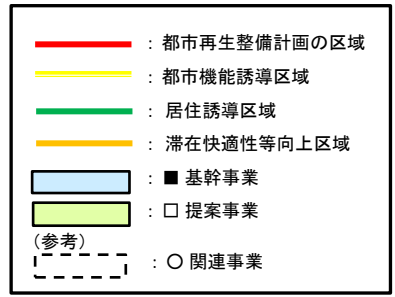 ：都市再生整備計画の区域
：都市機能誘導区域
：居住誘導区域
：滞在快適性等向上区域
：■ 基幹事業
：□ 提案事業
(参考)
：○ 関連事業